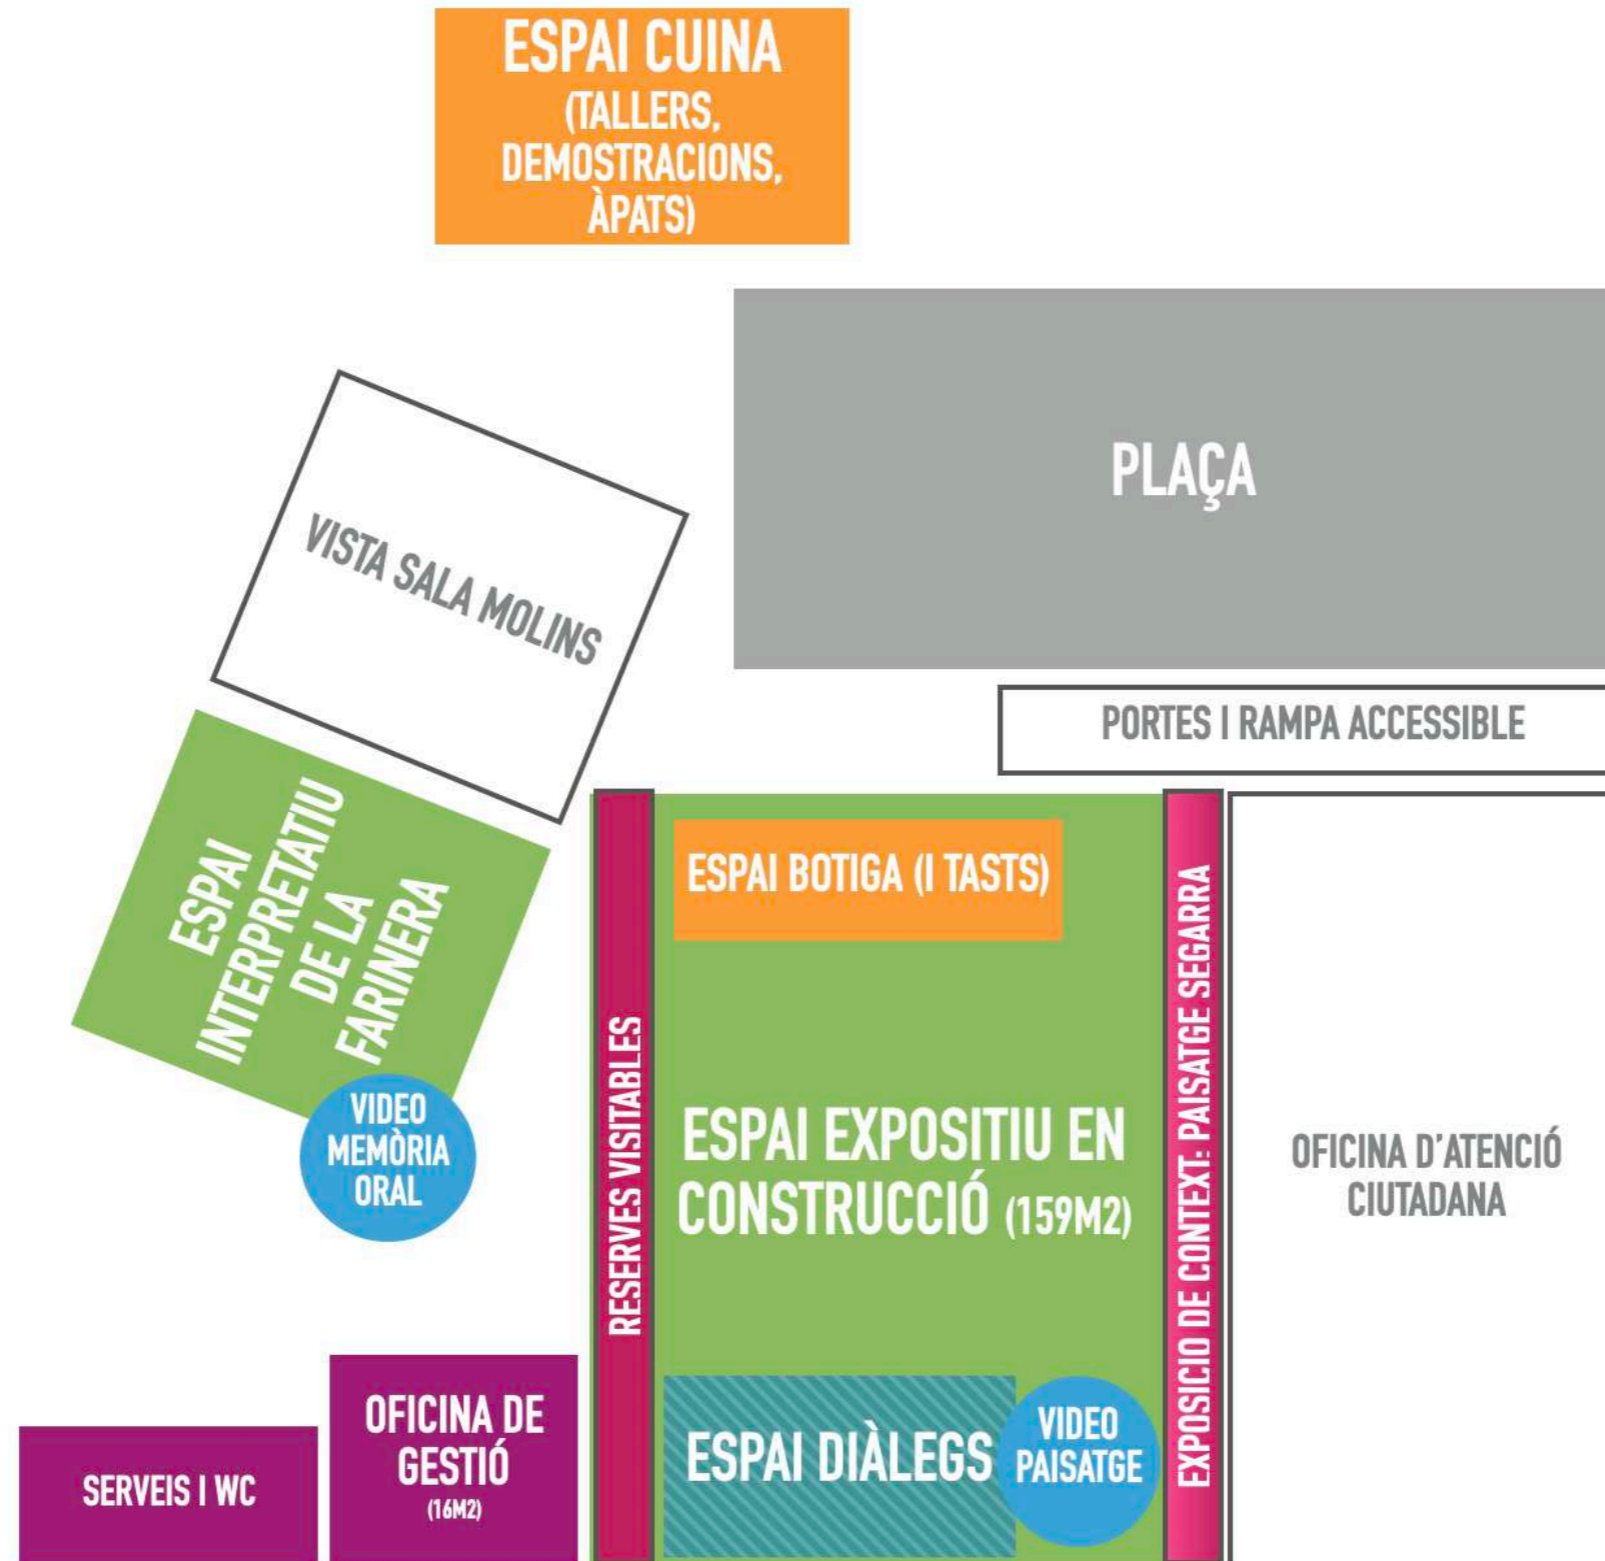 ESPAI CUINA
(TALLERS,
DEMOSTRACIONS,
ÀPATS)
PLAÇA
VISTA SALA MOLINS
PORTES I RAMPA ACCESSIBLE
ESPAI
INTERPRETATIU
DE LA
FARINERA
VIDEO
MEMÒRIA
ORAL
RESERVES VISITABLES
ESPAI BOTIGA (I TASTS)
ESPAI EXPOSITIU EN
CONSTRUCCIÓ (159M2)
ESPAI DIÀLEGS
VIDEO
PAISATGE
EXPOSICIO DE CONTEXT: PAISATGE SEGARRA
OFICINA D'ATENCIÓ
CIUTADANA
OFICINA DE
GESTIÓ
(16M2)
SERVEIS I WC